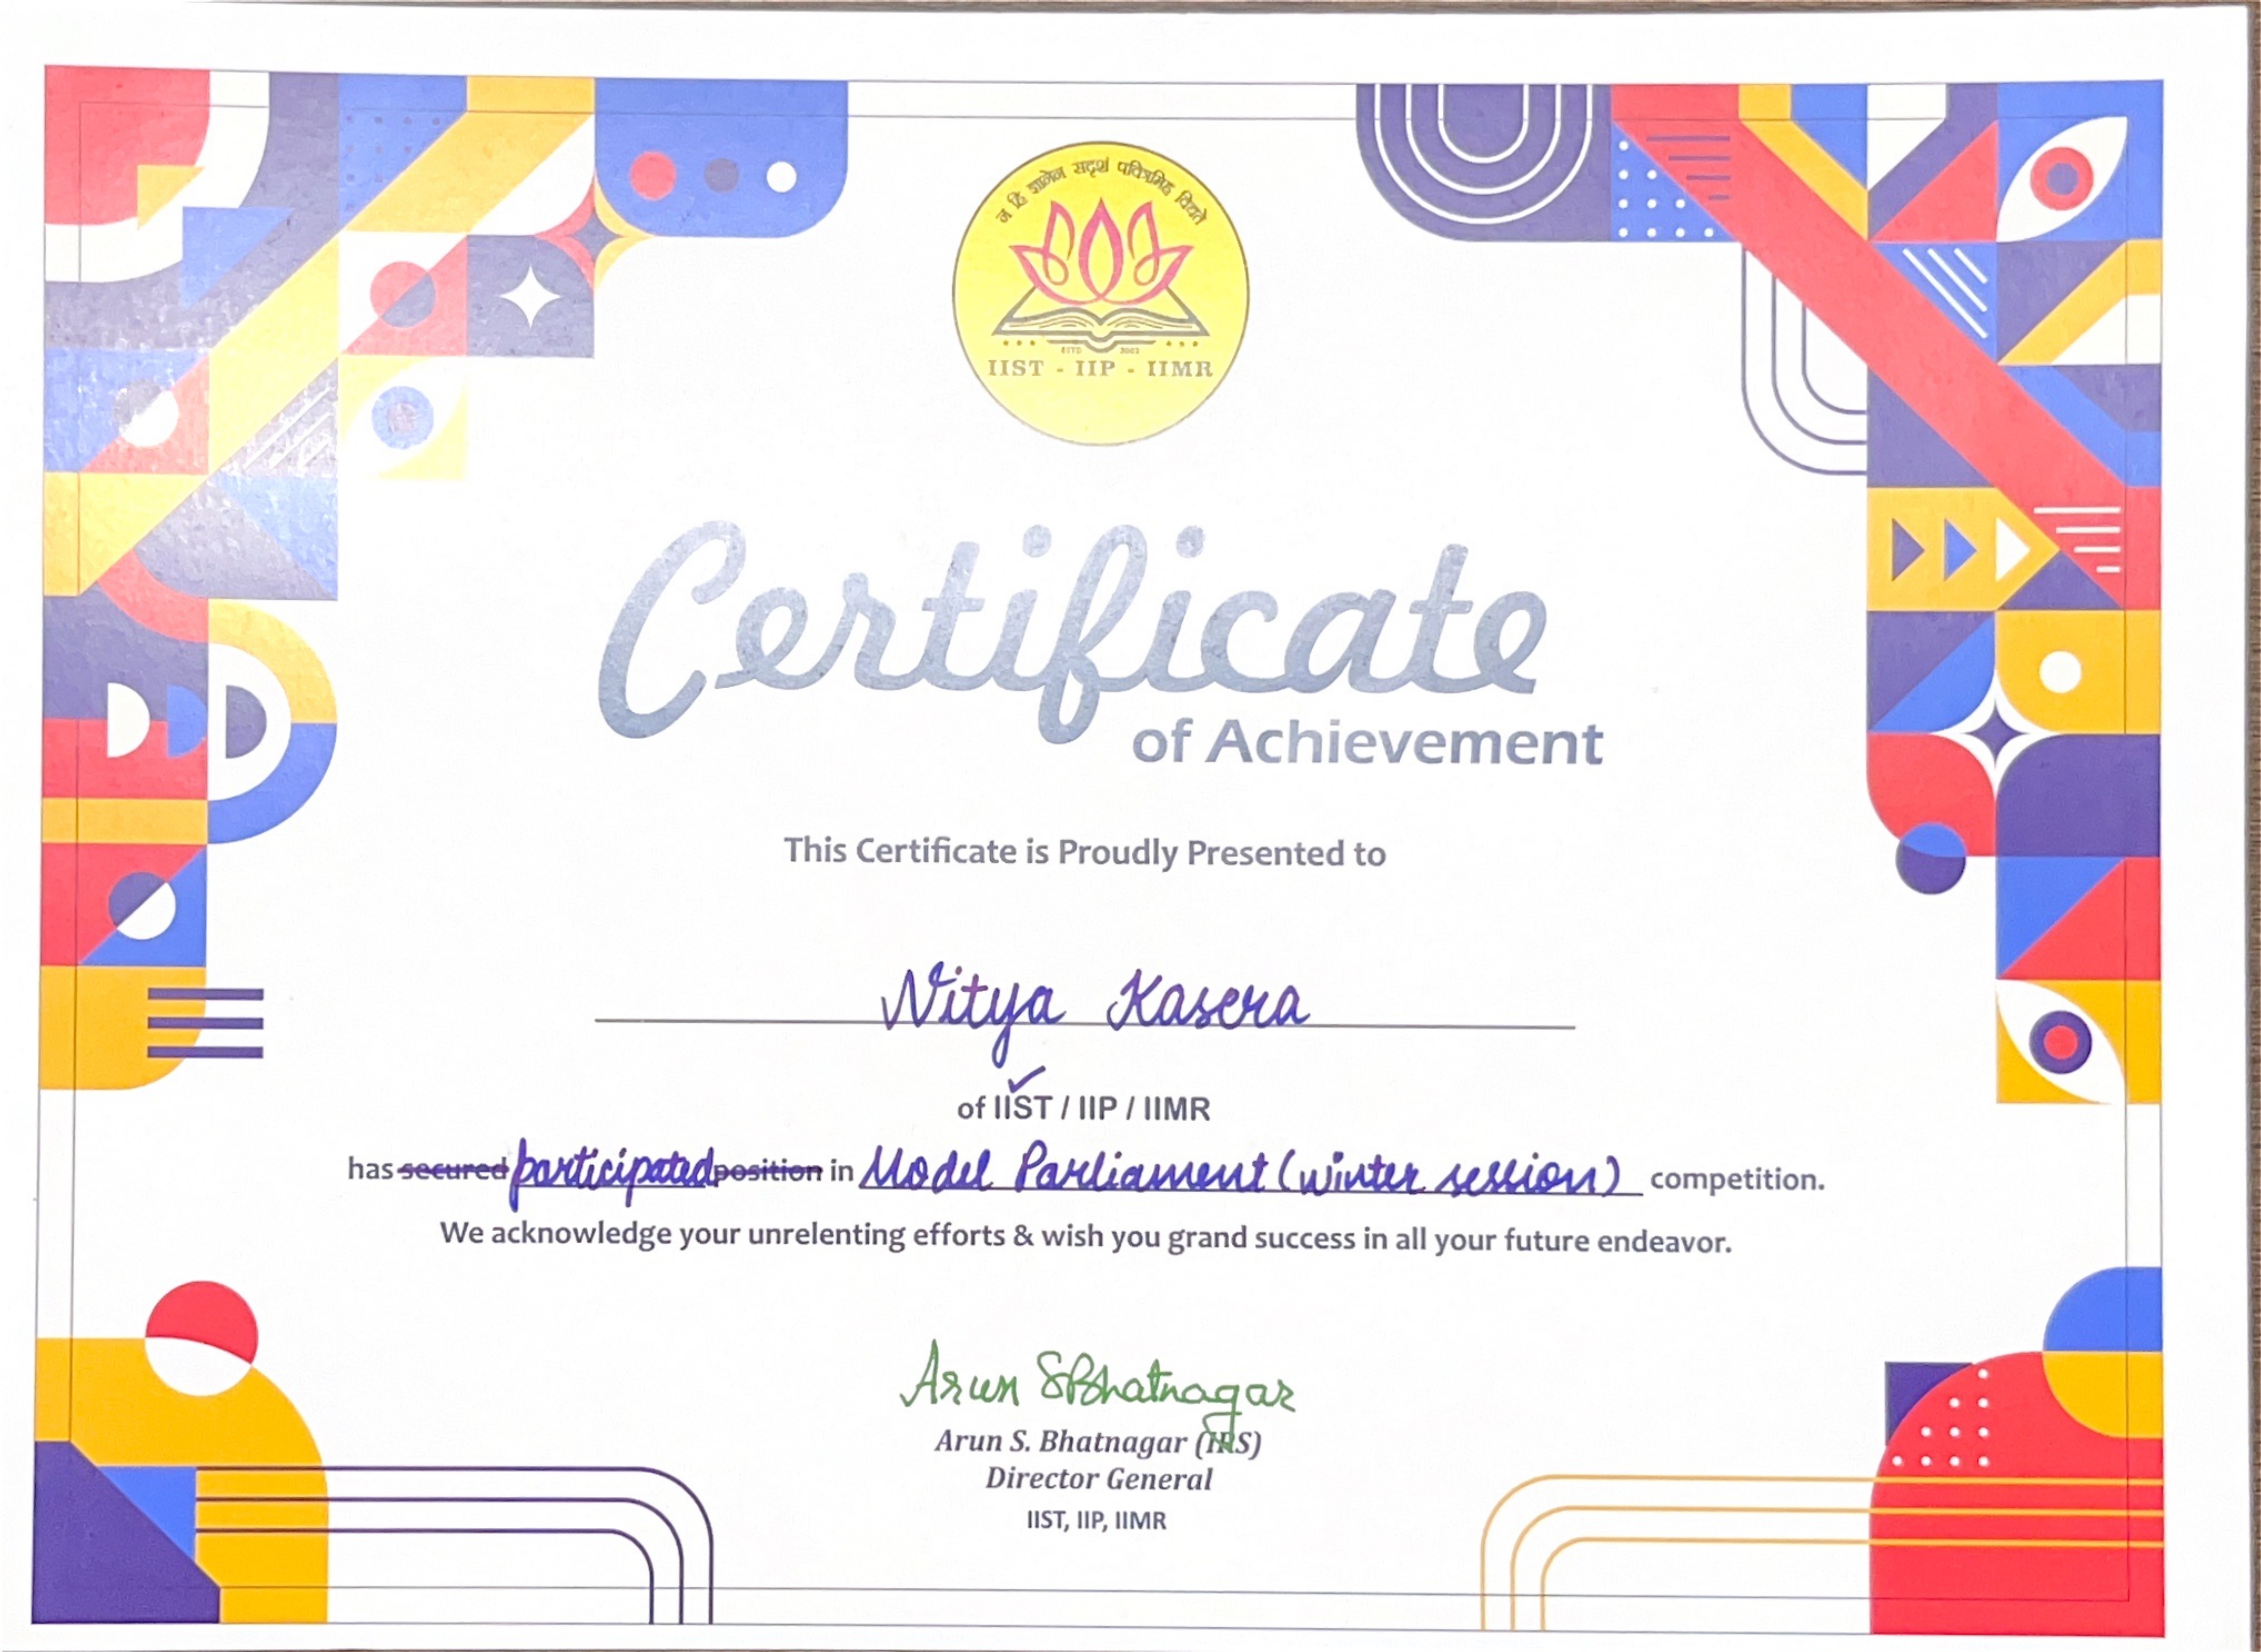 न हि ज्ञानेन सदृशं पवित्रमिह विद्यते
ESTD 2003
IIST - IIP - IIMR
Certificate
of Achievement
This Certificate is Proudly Presented to
Nitya Kasera
✓
of IIST / IIP / IIMR
has secured participated position in Model Parliament (winter session) competition.
We acknowledge your unrelenting efforts & wish you grand success in all your future endeavor.
Arun S Bhatnagar
Arun S. Bhatnagar (IRS)
Director General
IIST, IIP, IIMR